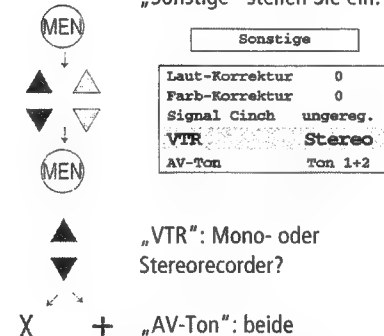 „Sonstige" stellen Sie ein:
MEN
Sonstige
Laut-Korrektur 0
Farb-Korrektur 0
Signal Cinch ungereg.
VTR Stereo
AV-Ton Ton 1+2
MEN
„VTR": Mono- oder
Stereorecorder?
X + „AV-Ton": beide